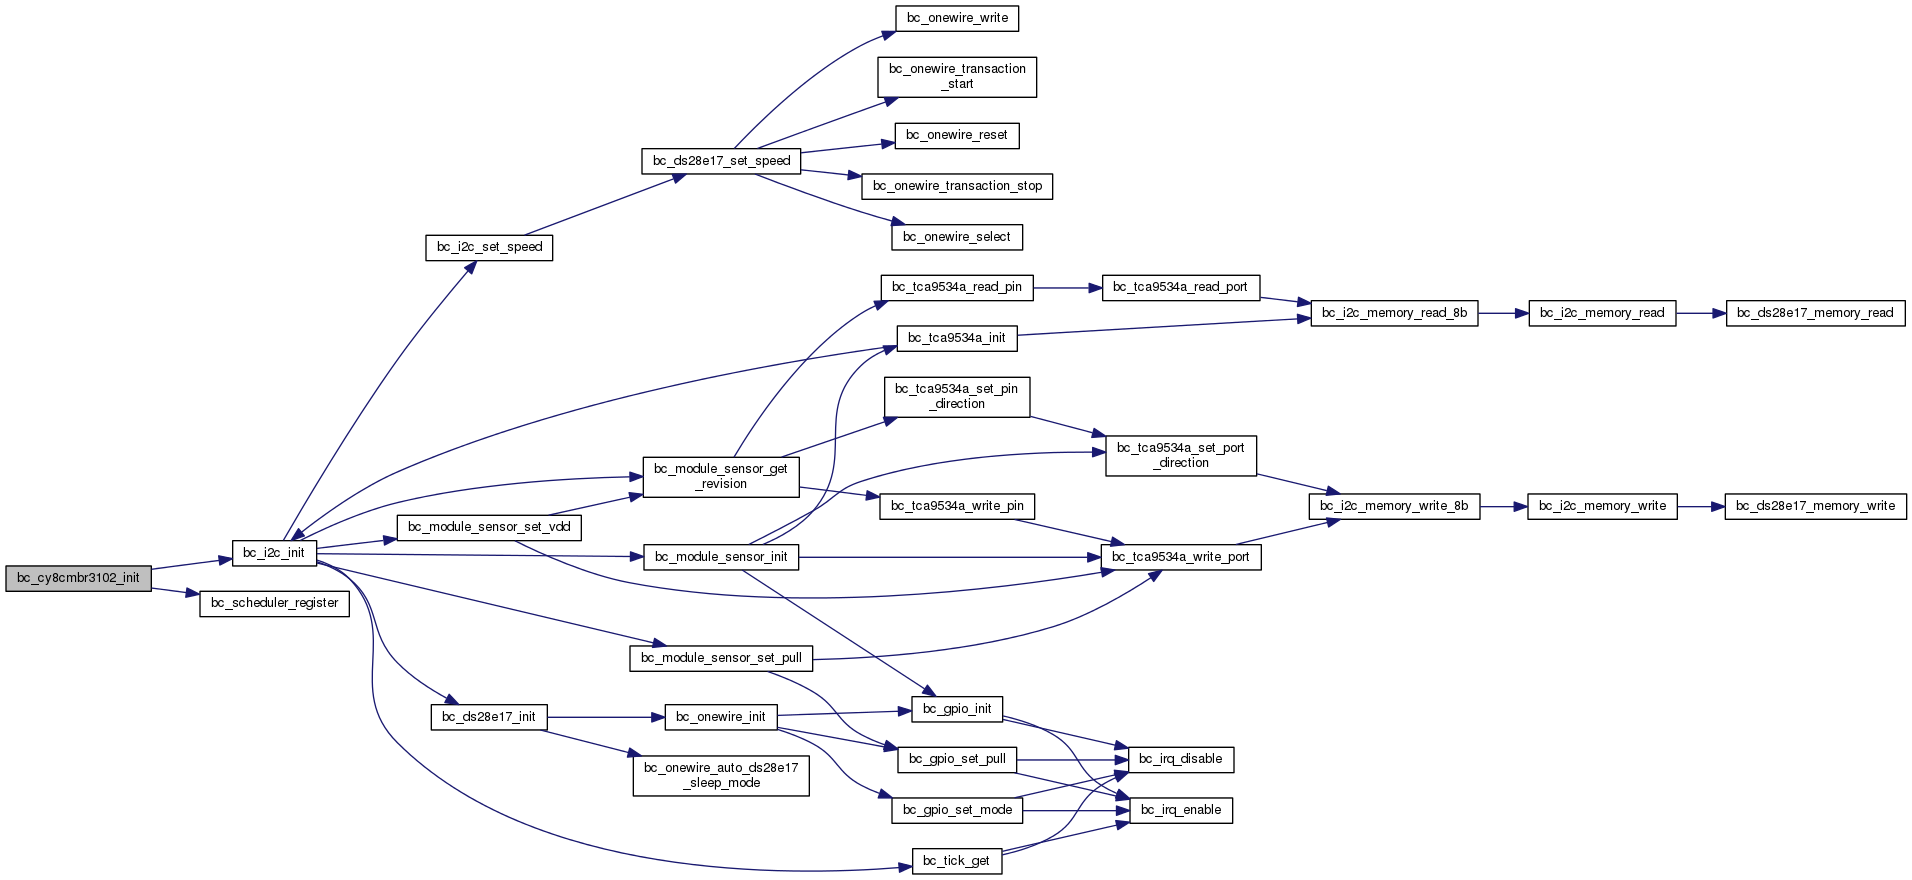 bc_onewire_write
bc_onewire_transaction
_start
bc_onewire_reset
bc_ds28e17_set_speed
bc_onewire_transaction_stop
bc_onewire_select
bc_i2c_set_speed
bc_tca9534a_read_pin
bc_tca9534a_read_port
bc_i2c_memory_read_8b
bc_i2c_memory_read
bc_ds28e17_memory_read
bc_tca9534a_init
bc_tca9534a_set_pin
_direction
bc_tca9534a_set_port
_direction
bc_module_sensor_get
_revision
bc_tca9534a_write_pin
bc_i2c_memory_write_8b
bc_i2c_memory_write
bc_ds28e17_memory_write
bc_module_sensor_set_vdd
bc_i2c_init
bc_module_sensor_init
bc_tca9534a_write_port
bc_cy8cmbr3102_init
bc_scheduler_register
bc_module_sensor_set_pull
bc_ds28e17_init
bc_onewire_init
bc_gpio_init
bc_gpio_set_pull
bc_irq_disable
bc_onewire_auto_ds28e17
_sleep_mode
bc_gpio_set_mode
bc_irq_enable
bc_tick_get